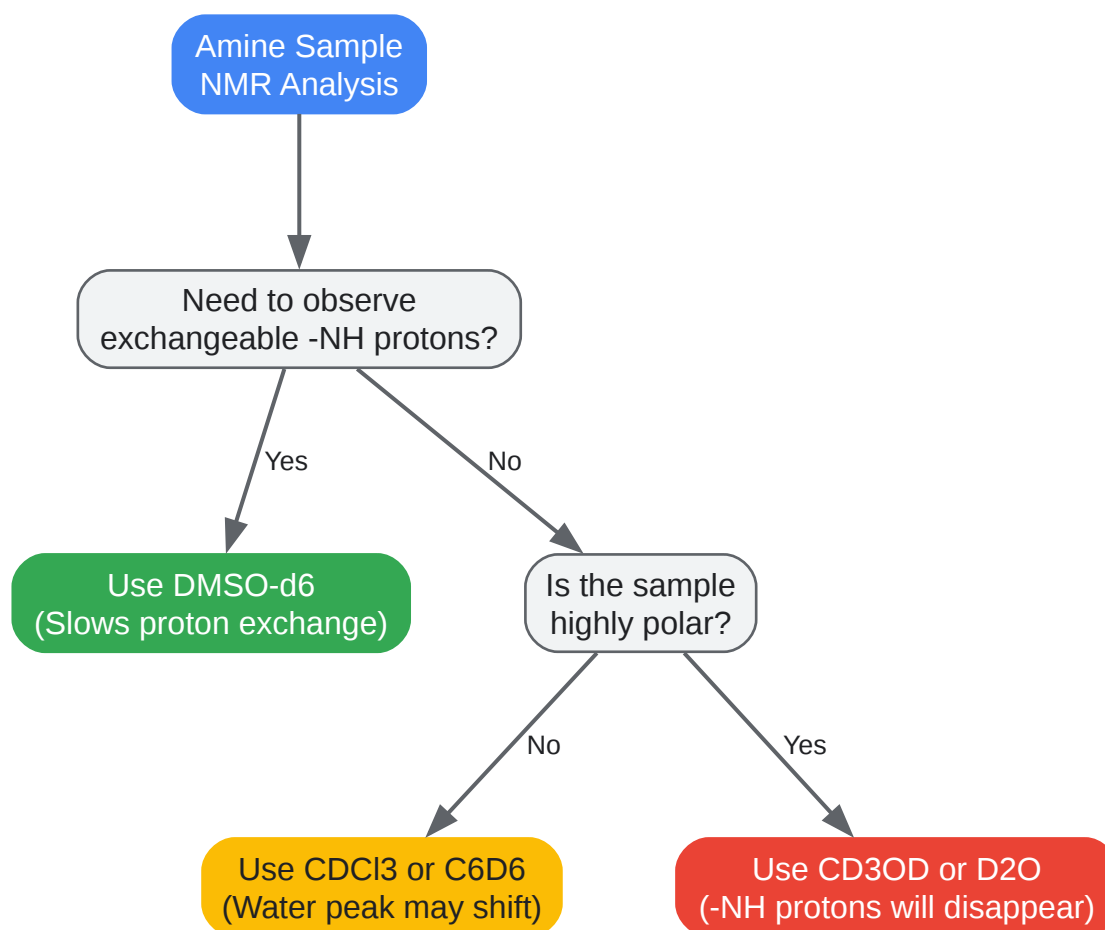 Amine Sample
NMR Analysis
Need to observe
exchangeable -NH protons?
Yes
No
Use DMSO-d6
(Slows proton exchange)
Is the sample
highly polar?
No
Yes
Use CDCl3 or C6D6
(Water peak may shift)
Use CD3OD or D2O
(-NH protons will disappear)